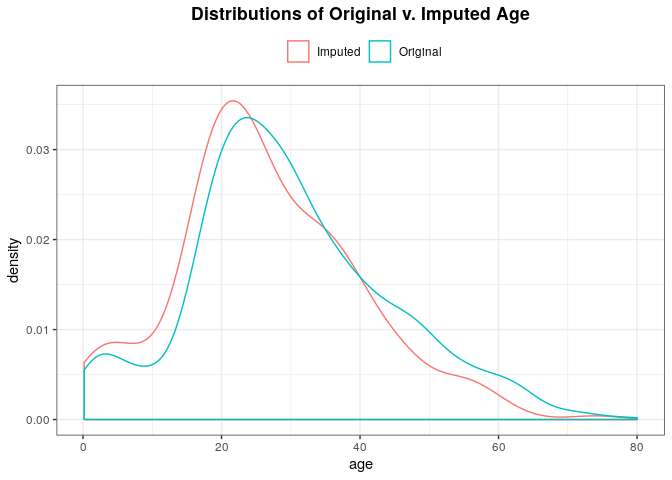 Distributions of Original v. Imputed Age
Imputed Original
density
0.03
0.02
0.01
0.00
0 20 40 60 80
age